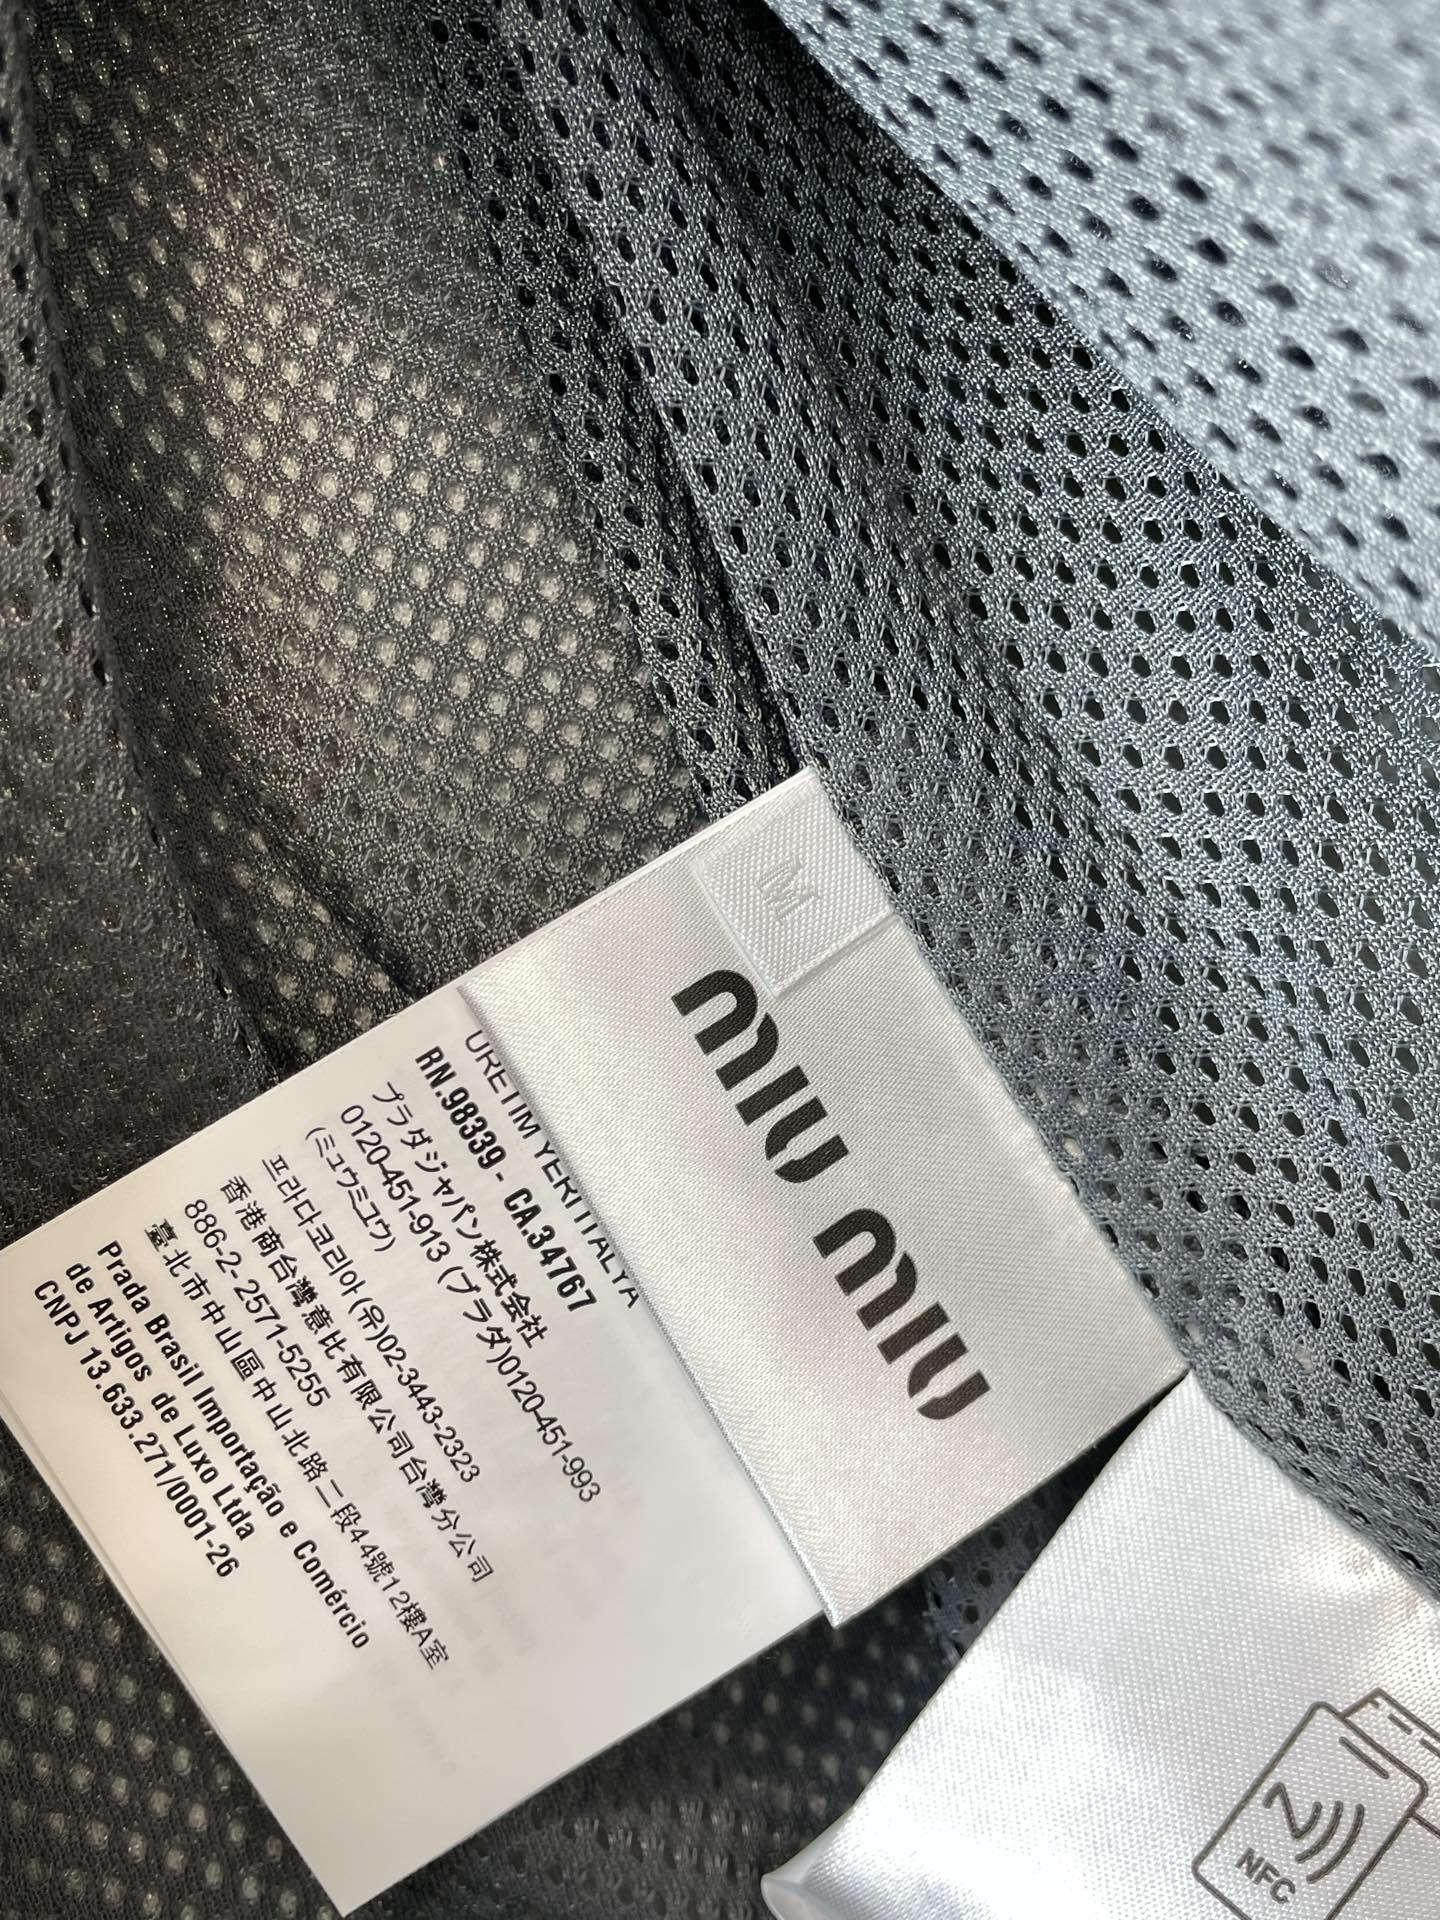 M
miu miu
URETIM YERI ITALYA
RN.98339 - CA.34767
プラダジャパン株式会社
0120-451-913 (プラダ)0120-451-993
(ミュウミュウ)
프라다코리아(유)02-3443-2323
香港商台灣意比有限公司台灣分公司
886-2-2571-5255
臺北市中山區中山北路二段44號12樓A室
Prada Brasil Importação e Comércio
de Artigos de Luxo Ltda
CNPJ 13.633.271/0001-26
NFC